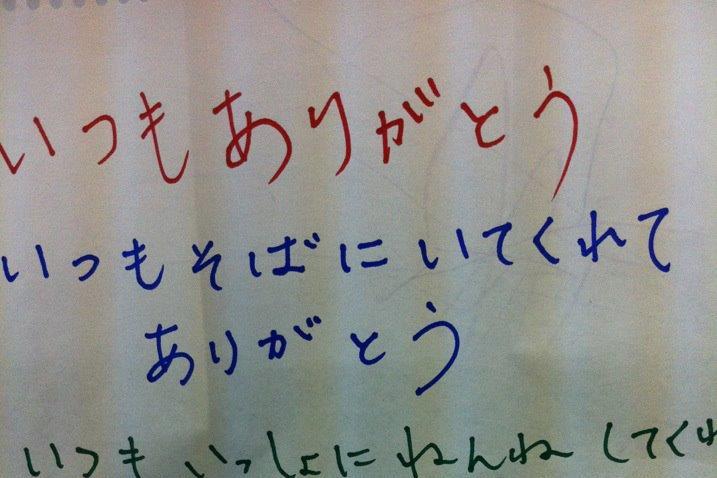 いつもありがとう
いつもそばにいてくれて
ありがとう
いつもいっしょにねんねしてくれ